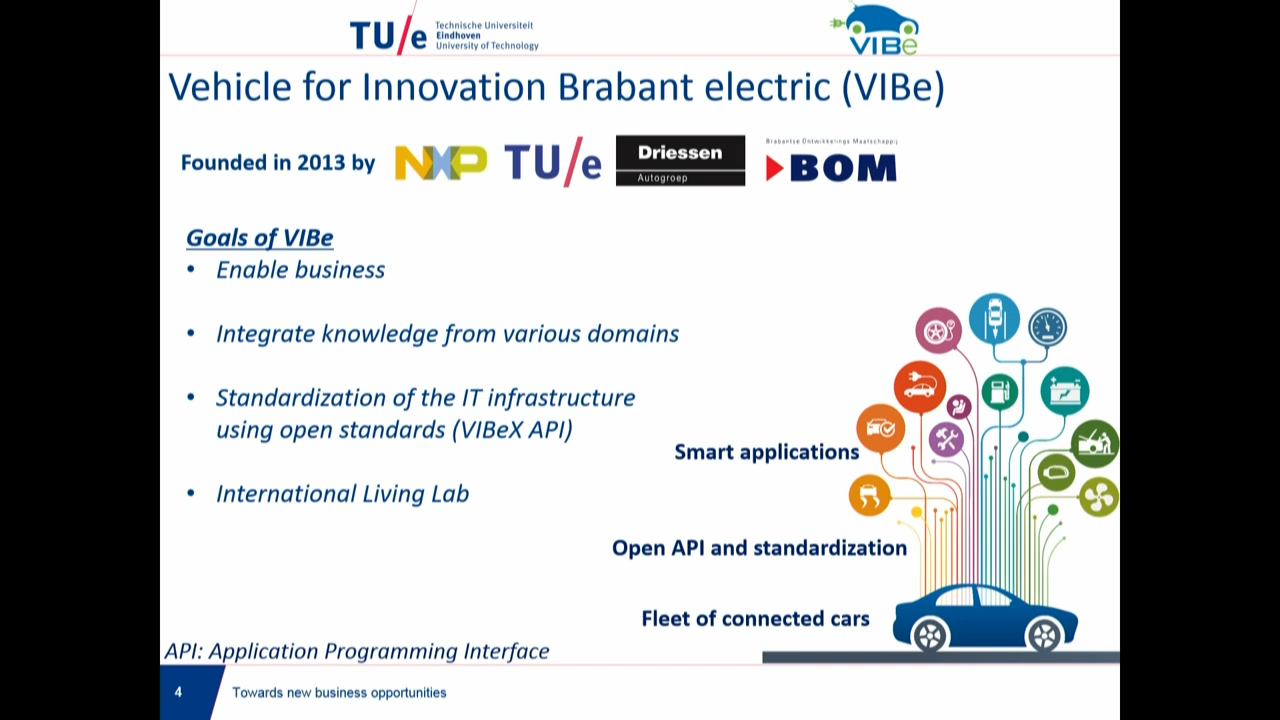 TU/e Technische Universiteit
Eindhoven
University of Technology
VIBe
Vehicle for Innovation Brabant electric (VIBe)
Founded in 2013 by NXP TU/e Driessen Autogroep Brabantse Ontwikkelings Maatschappij BOM
Goals of VIBe
• Enable business
• Integrate knowledge from various domains
• Standardization of the IT infrastructure
using open standards (VIBeX API)
• International Living Lab
Smart applications
Open API and standardization
Fleet of connected cars
API: Application Programming Interface
4 Towards new business opportunities